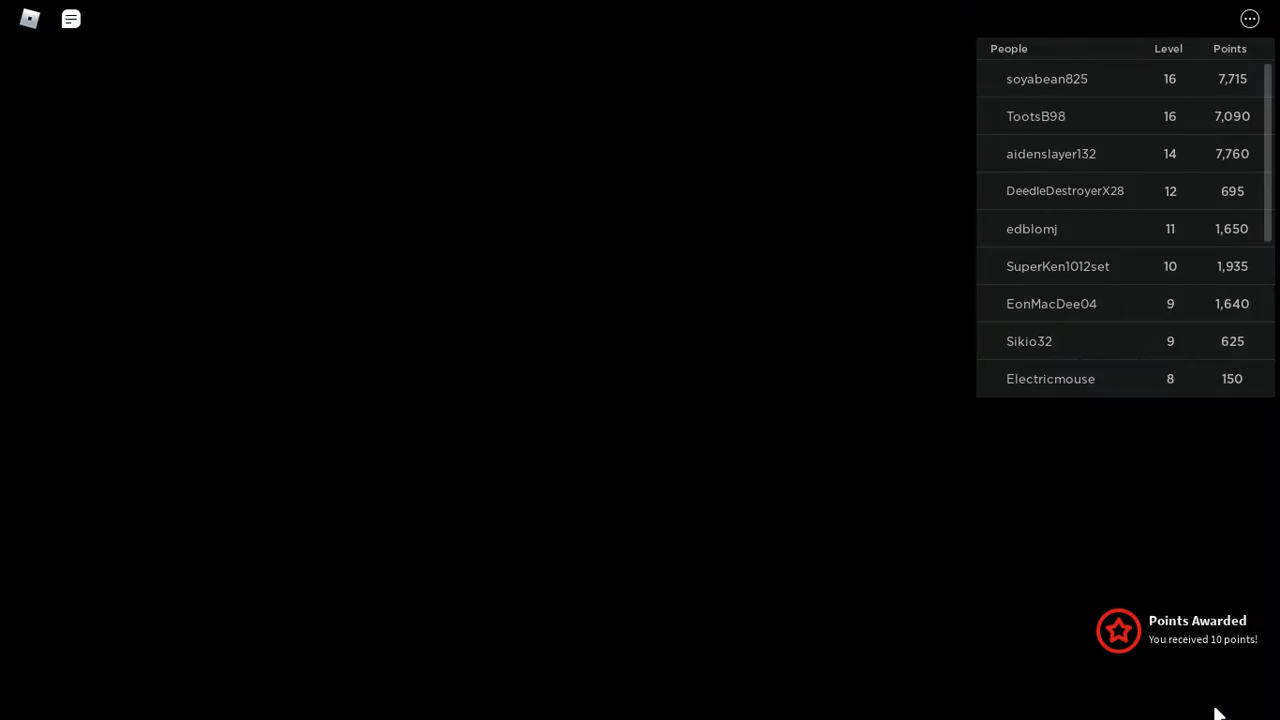 People Level Points
soyabean825 16 7,715
TootsB98 16 7,090
aidenslayer132 14 7,760
DeedleDestroyerX28 12 695
edblomj 11 1,650
SuperKen1012set 10 1,935
EonMacDee04 9 1,640
Sikio32 9 625
Electricmouse 8 150
Points Awarded
You received 10 points!